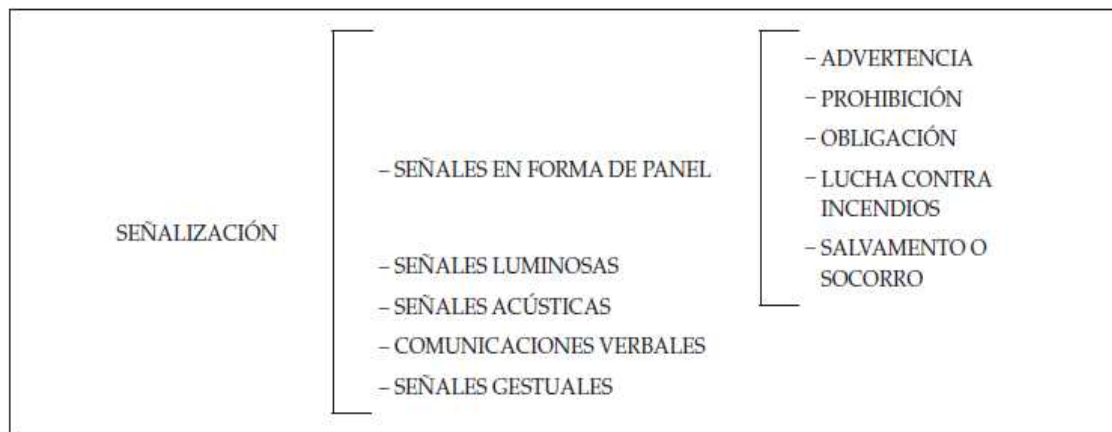 SEÑALIZACIÓN
– SEÑALES EN FORMA DE PANEL
– ADVERTENCIA
– PROHIBICIÓN
– OBLIGACIÓN
– LUCHA CONTRA
INCENDIOS
– SALVAMENTO O
SOCORRO
– SEÑALES LUMINOSAS
– SEÑALES ACÚSTICAS
– COMUNICACIONES VERBALES
– SEÑALES GESTUALES